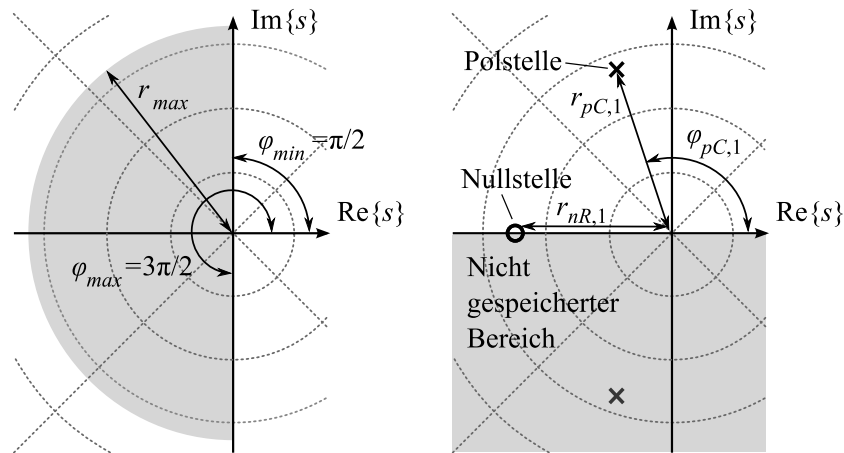 Im{s}
r_max
φ_min=π/2
Re{s}
φ_max=3π/2
Im{s}
Polstelle
r_pC,1
φ_pC,1
Nullstelle
r_nR,1
Re{s}
Nicht
gespeicherter
Bereich